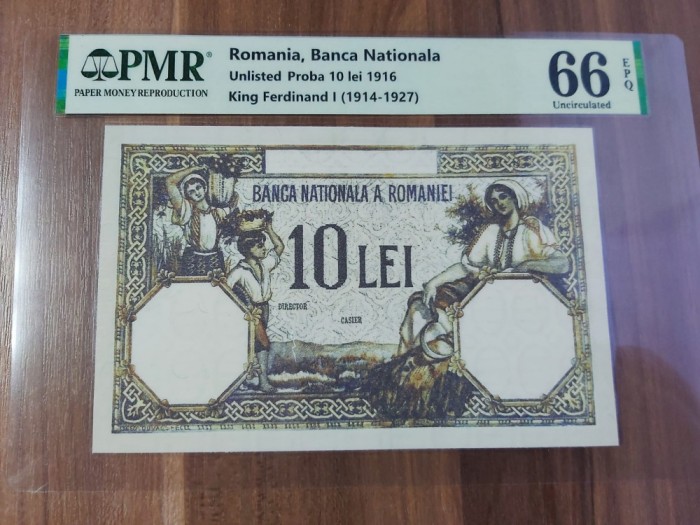 PMR®
PAPER MONEY REPRODUCTION
Romania, Banca Nationala
Unlisted Proba 10 lei 1916
King Ferdinand I (1914-1927)
66
EPQ
Uncirculated
BANCA NATIONALA A ROMANIEI
10 LEI
DIRECTOR
CASIER